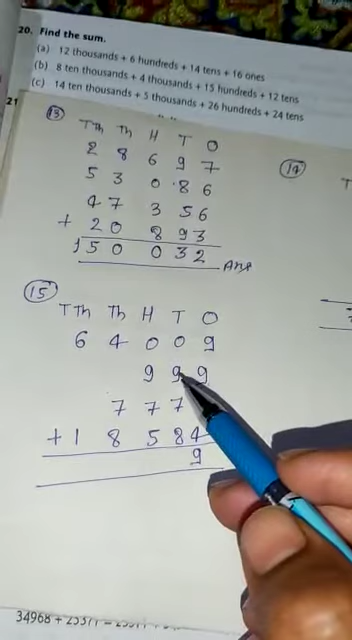 20. Find the sum.
(a) 12 thousands + 6 hundreds + 14 tens + 16 ones
(b) 8 ten thousands + 4 thousands + 15 hundreds + 12 tens
(c) 14 ten thousands + 5 thousands + 26 hundreds + 24 tens
21
13
T Th Th H T O
2 8 6 9 7
5 3 0 8 6
4 7 3 5 6
+ 2 0 8 9 3
1 5 0 0 3 2 Ans
14
T
15
T Th Th H T O
6 4 0 0 9
9 9 9
7 7 7
+ 1 8 5 8 4
9